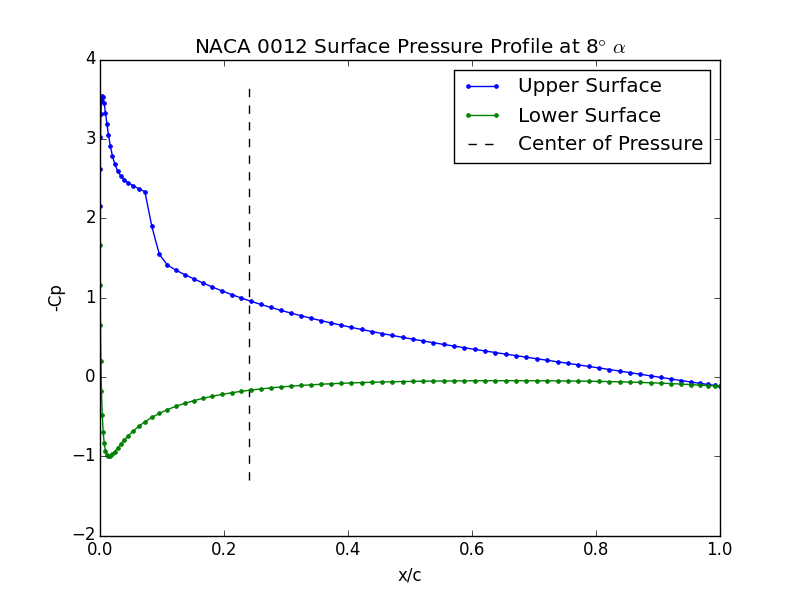 NACA 0012 Surface Pressure Profile at 8° α
4
3
2
1
0
−1
−2
-Cp
Upper Surface
Lower Surface
Center of Pressure
0.0 0.2 0.4 0.6 0.8 1.0
x/c